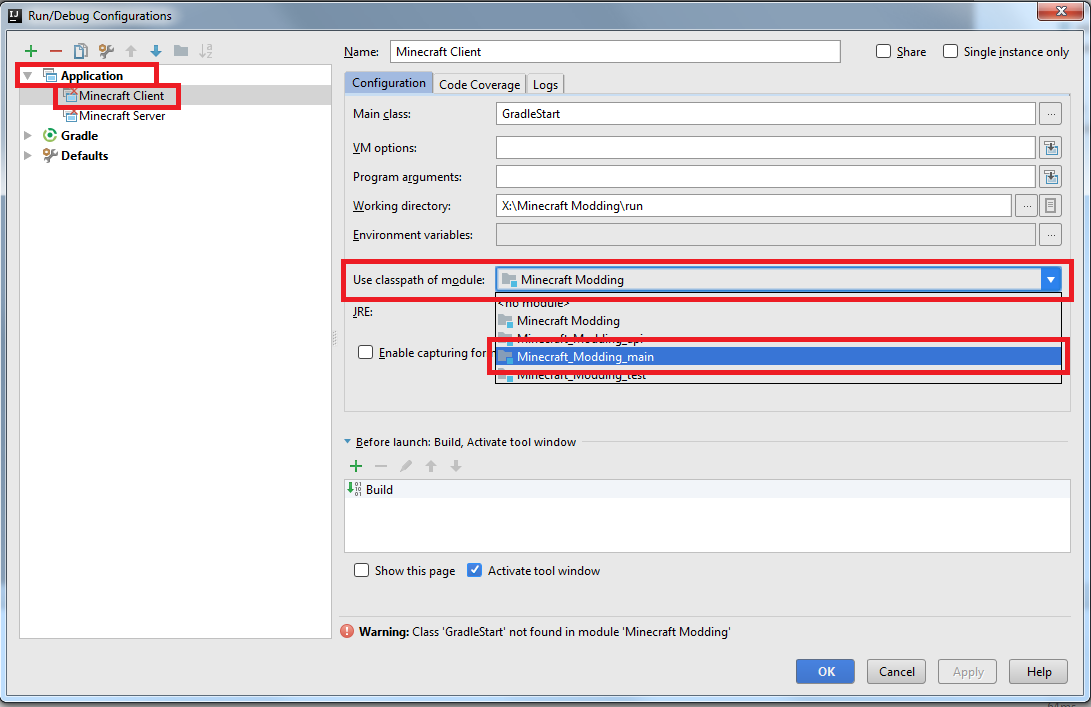 Run/Debug Configurations
Name: Minecraft Client
Share
Single instance only
Application
Minecraft Client
Minecraft Server
Gradle
Defaults
Configuration
Code Coverage
Logs
Main class: GradleStart
VM options:
Program arguments:
Working directory: X:\Minecraft Modding\run
Environment variables:
Use classpath of module: Minecraft Modding
<no module>
JRE:
Minecraft Modding
Minecraft_Modding_api
Enable capturing for
Minecraft_Modding_main
Minecraft_Modding_test
Before launch: Build, Activate tool window
Build
Show this page
Activate tool window
Warning: Class 'GradleStart' not found in module 'Minecraft Modding'
OK
Cancel
Apply
Help